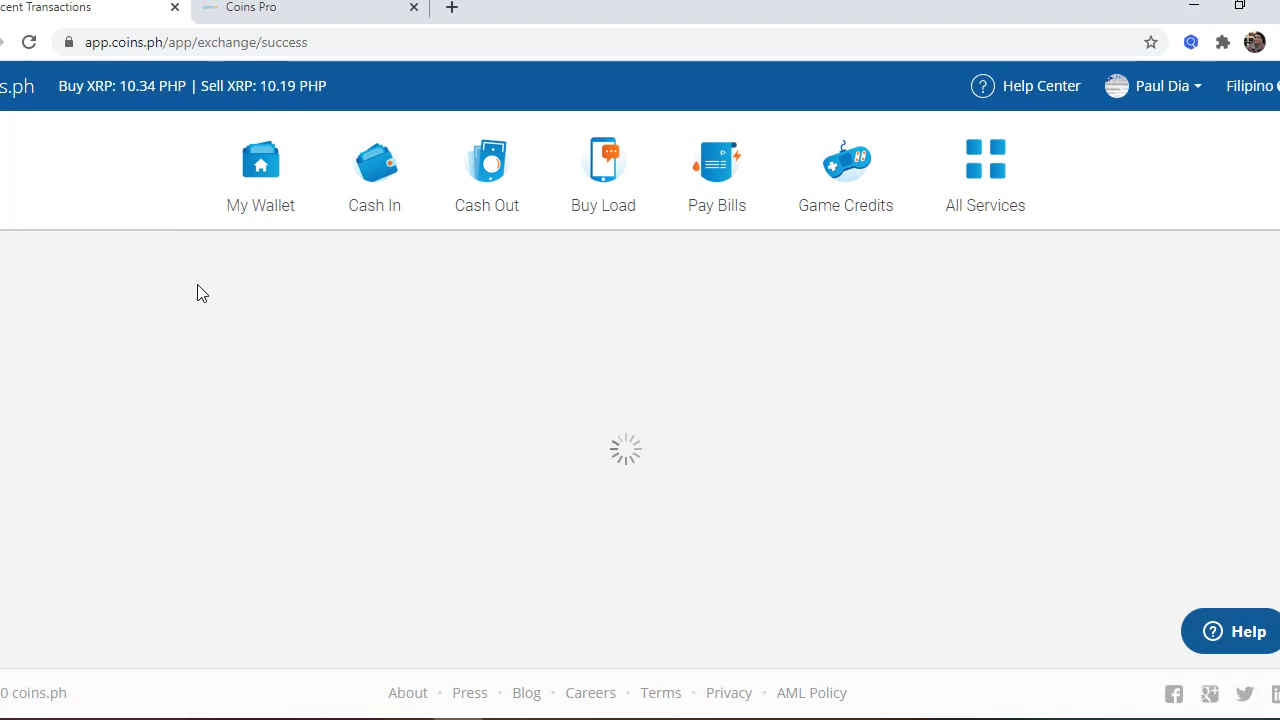 cent Transactions
Coins Pro
app.coins.ph/app/exchange/success
s.ph
Buy XRP: 10.34 PHP | Sell XRP: 10.19 PHP
Help Center
Paul Dia
Filipino
My Wallet
Cash In
Cash Out
Buy Load
Pay Bills
Game Credits
All Services
Help
0 coins.ph
About • Press • Blog • Careers • Terms • Privacy • AML Policy